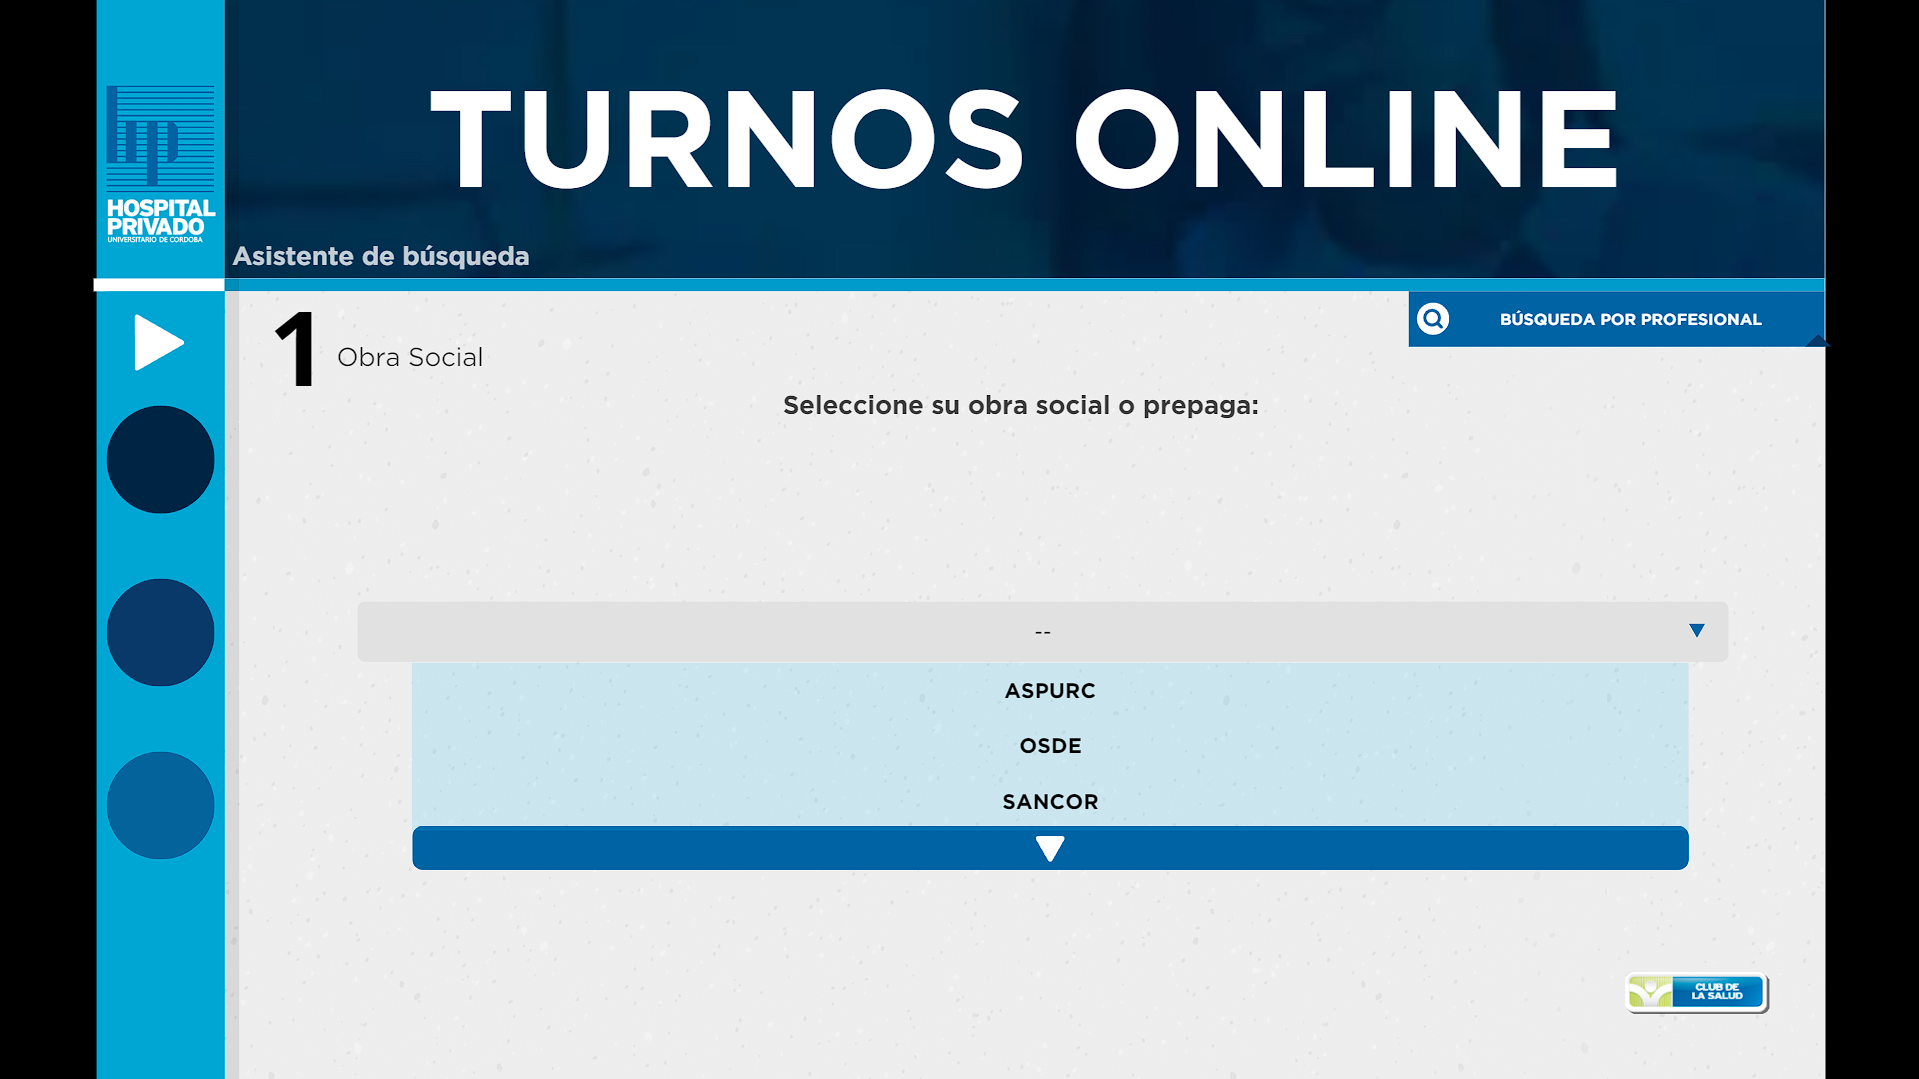 TURNOS ONLINE
hp
HOSPITAL
PRIVADO
UNIVERSITARIO DE CORDOBA
Asistente de búsqueda
1
Obra Social
BÚSQUEDA POR PROFESIONAL
Seleccione su obra social o prepaga:
--
ASPURC
OSDE
SANCOR
CLUB DE
LA SALUD